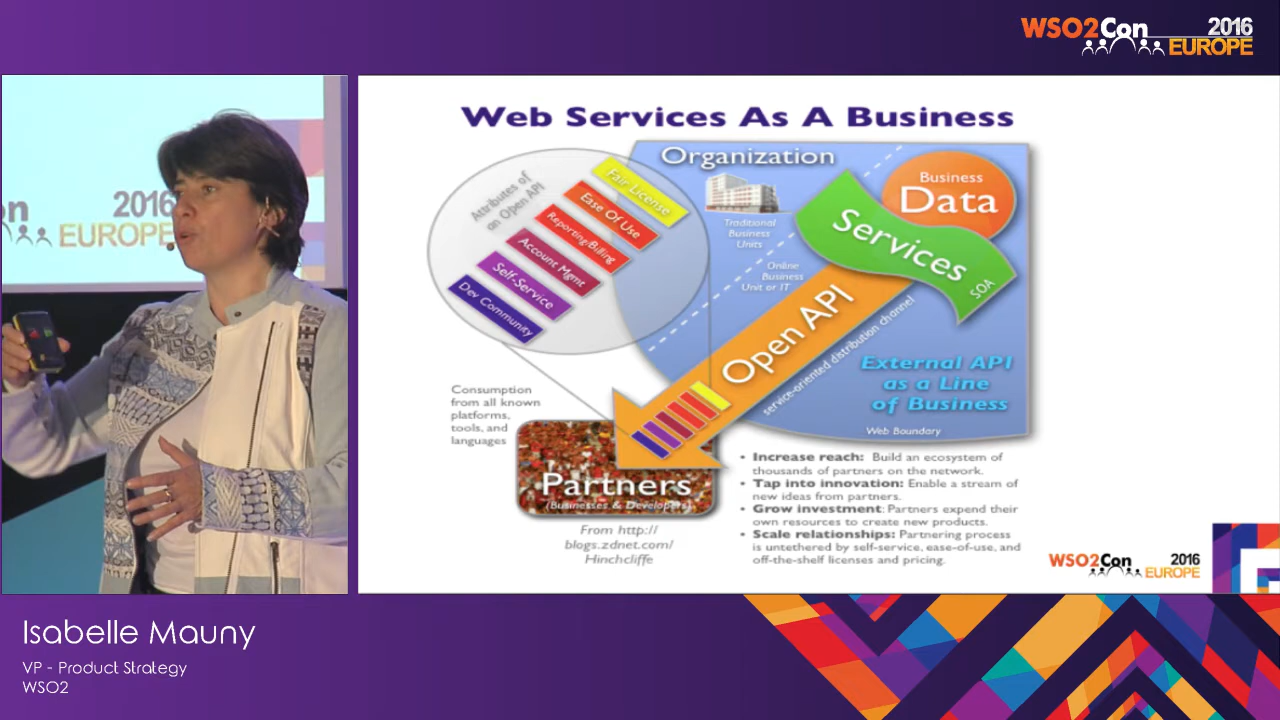 WSO2Con 2016
EUROPE
on 2016
EUROPE
Web Services As A Business
Organization
Attributes of
an Open API
Fair License
Ease Of Use
Reporting/Billing
Account Mgmt
Self-Service
Dev Community
Traditional
Business
Units
Online
Business
Unit or IT
Business
Data
Services
SOA
Open API
service-oriented distribution channel
External API
as a Line
of Business
Web Boundary
Consumption
from all known
platforms,
tools, and
languages
Partners
(Businesses & Developers)
From http://
blogs.zdnet.com/
Hinchcliffe
• Increase reach: Build an ecosystem of
thousands of partners on the network.
• Tap into innovation: Enable a stream of
new ideas from partners.
• Grow investment: Partners expend their
own resources to create new products.
• Scale relationships: Partnering process
is untethered by self-service, ease-of-use, and
off-the-shelf licenses and pricing.
WSO2Con 2016
EUROPE
Isabelle Mauny
VP - Product Strategy
WSO2